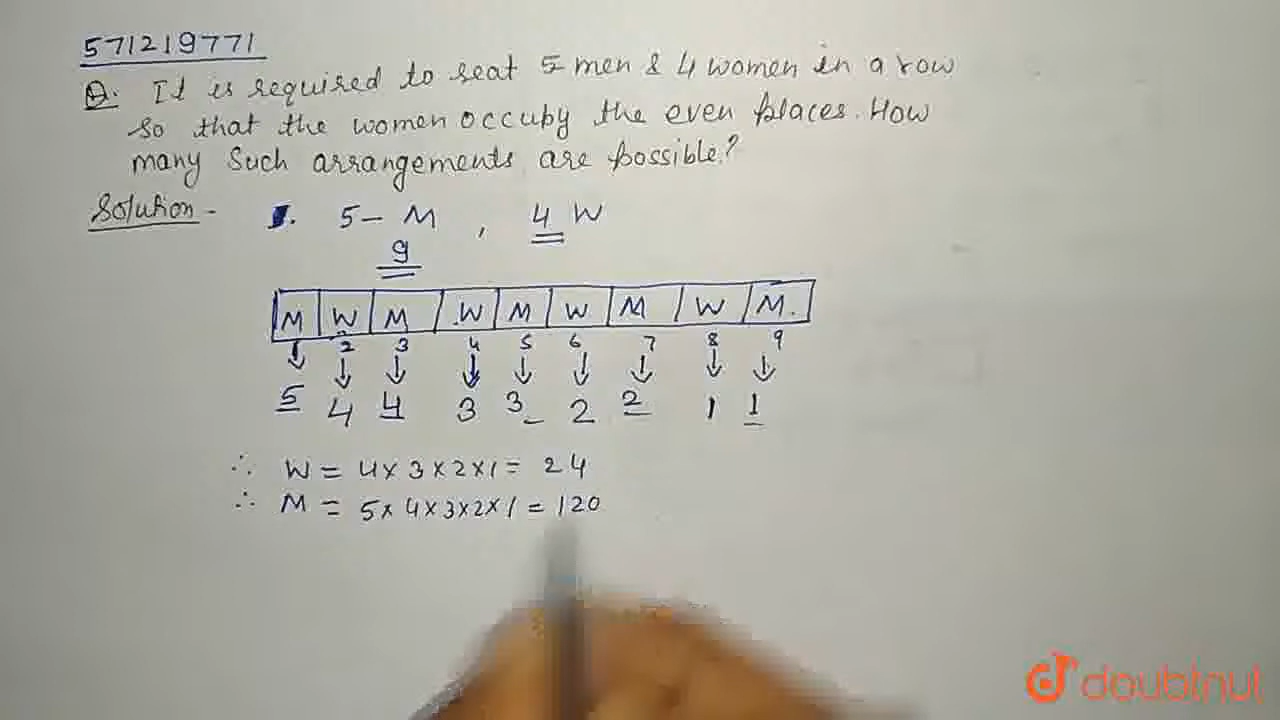 571219771
Q. It is required to seat 5 men & 4 women in a row
so that the women occupy the even places. How
many such arrangements are possible?
Solution - 5 - M , 4 W
9
M W M W M W M W M.
2 3 4 5 6 7 8 9
5 4 4 3 3 2 2 1 1
∴ W = 4 x 3 x 2 x 1 = 24
∴ M = 5 x 4 x 3 x 2 x 1 = 120
doubtnut